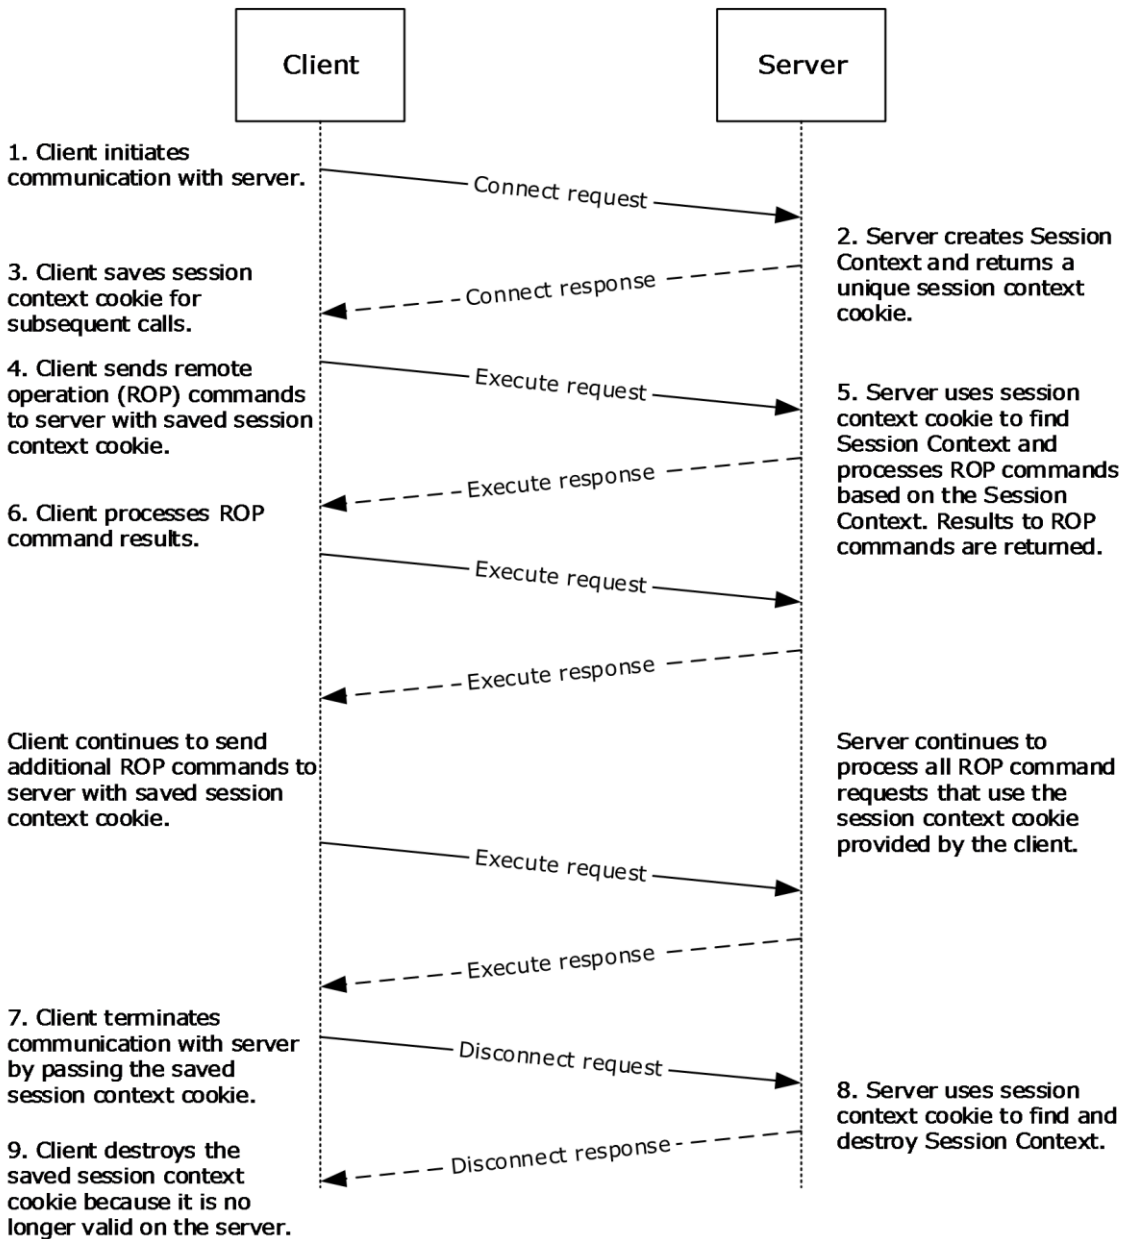 Client
Server
1. Client initiates
communication with server.
Connect request
2. Server creates Session
Context and returns a
unique session context
cookie.
3. Client saves session
context cookie for
subsequent calls.
Connect response
4. Client sends remote
operation (ROP) commands
to server with saved session
context cookie.
Execute request
5. Server uses session
context cookie to find
Session Context and
processes ROP commands
based on the Session
Context. Results to ROP
commands are returned.
Execute response
6. Client processes ROP
command results.
Execute request
Execute response
Client continues to send
additional ROP commands to
server with saved session
context cookie.
Server continues to
process all ROP command
requests that use the
session context cookie
provided by the client.
Execute request
Execute response
7. Client terminates
communication with server
by passing the saved
session context cookie.
Disconnect request
8. Server uses session
context cookie to find and
destroy Session Context.
Disconnect response
9. Client destroys the
saved session context
cookie because it is no
longer valid on the server.